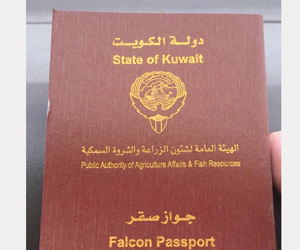 دولة الكويت
State of Kuwait
الهيئة العامة لشئون الزراعة والثروة السمكية
Public Authority of Agriculture Affairs & Fish Resources
جواز صقر
Falcon Passport